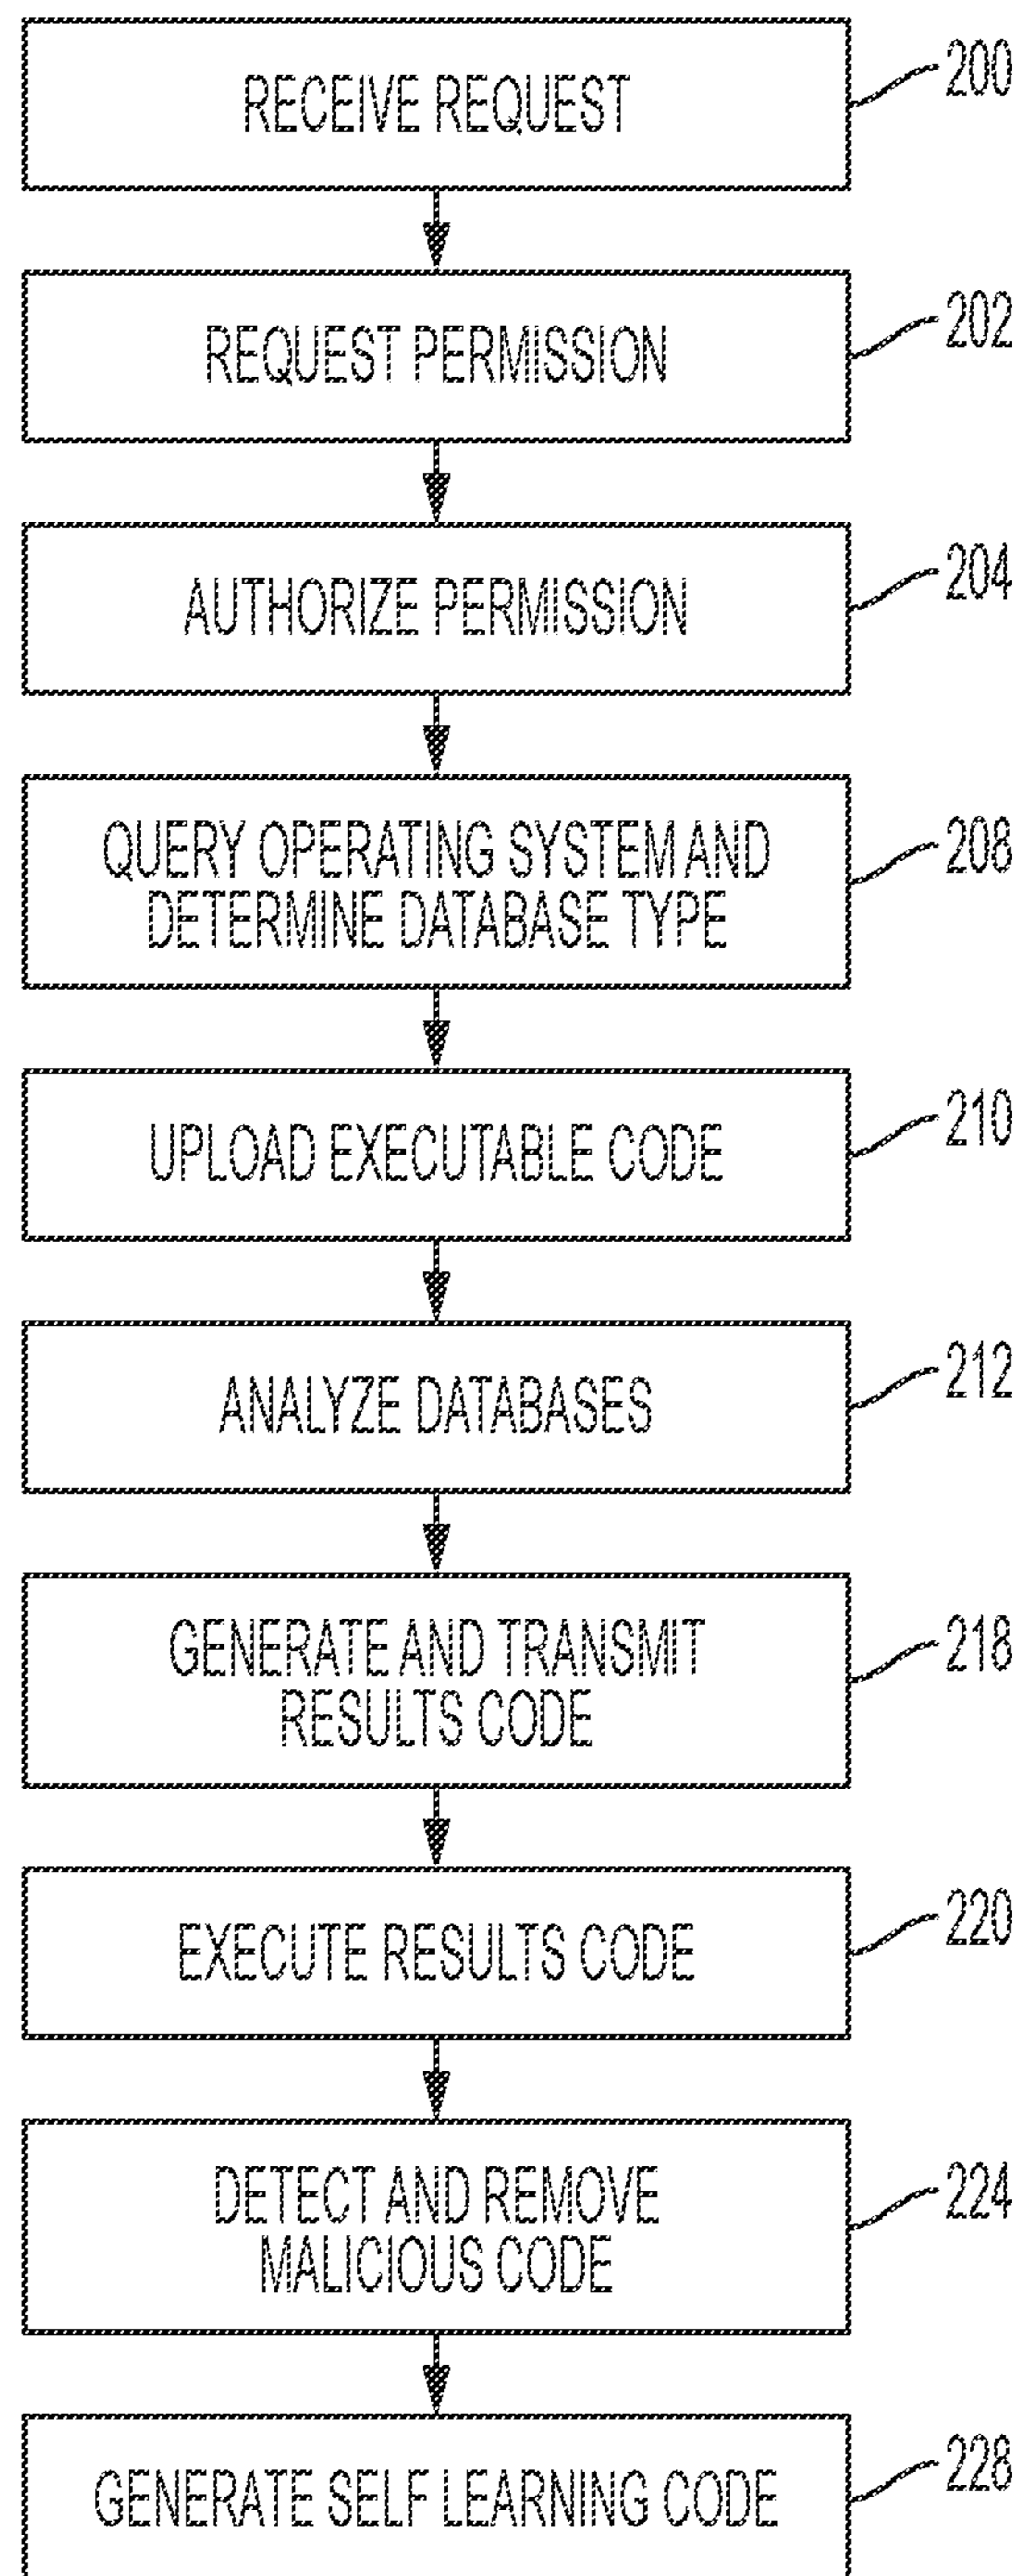 RECEIVE REQUEST
200
REQUEST PERMISSION
202
AUTHORIZE PERMISSION
204
QUERY OPERATING SYSTEM AND
DETERMINE DATABASE TYPE
208
UPLOAD EXECUTABLE CODE
210
ANALYZE DATABASES
212
GENERATE AND TRANSMIT
RESULTS CODE
218
EXECUTE RESULTS CODE
220
DETECT AND REMOVE
MALICIOUS CODE
224
GENERATE SELF LEARNING CODE
228